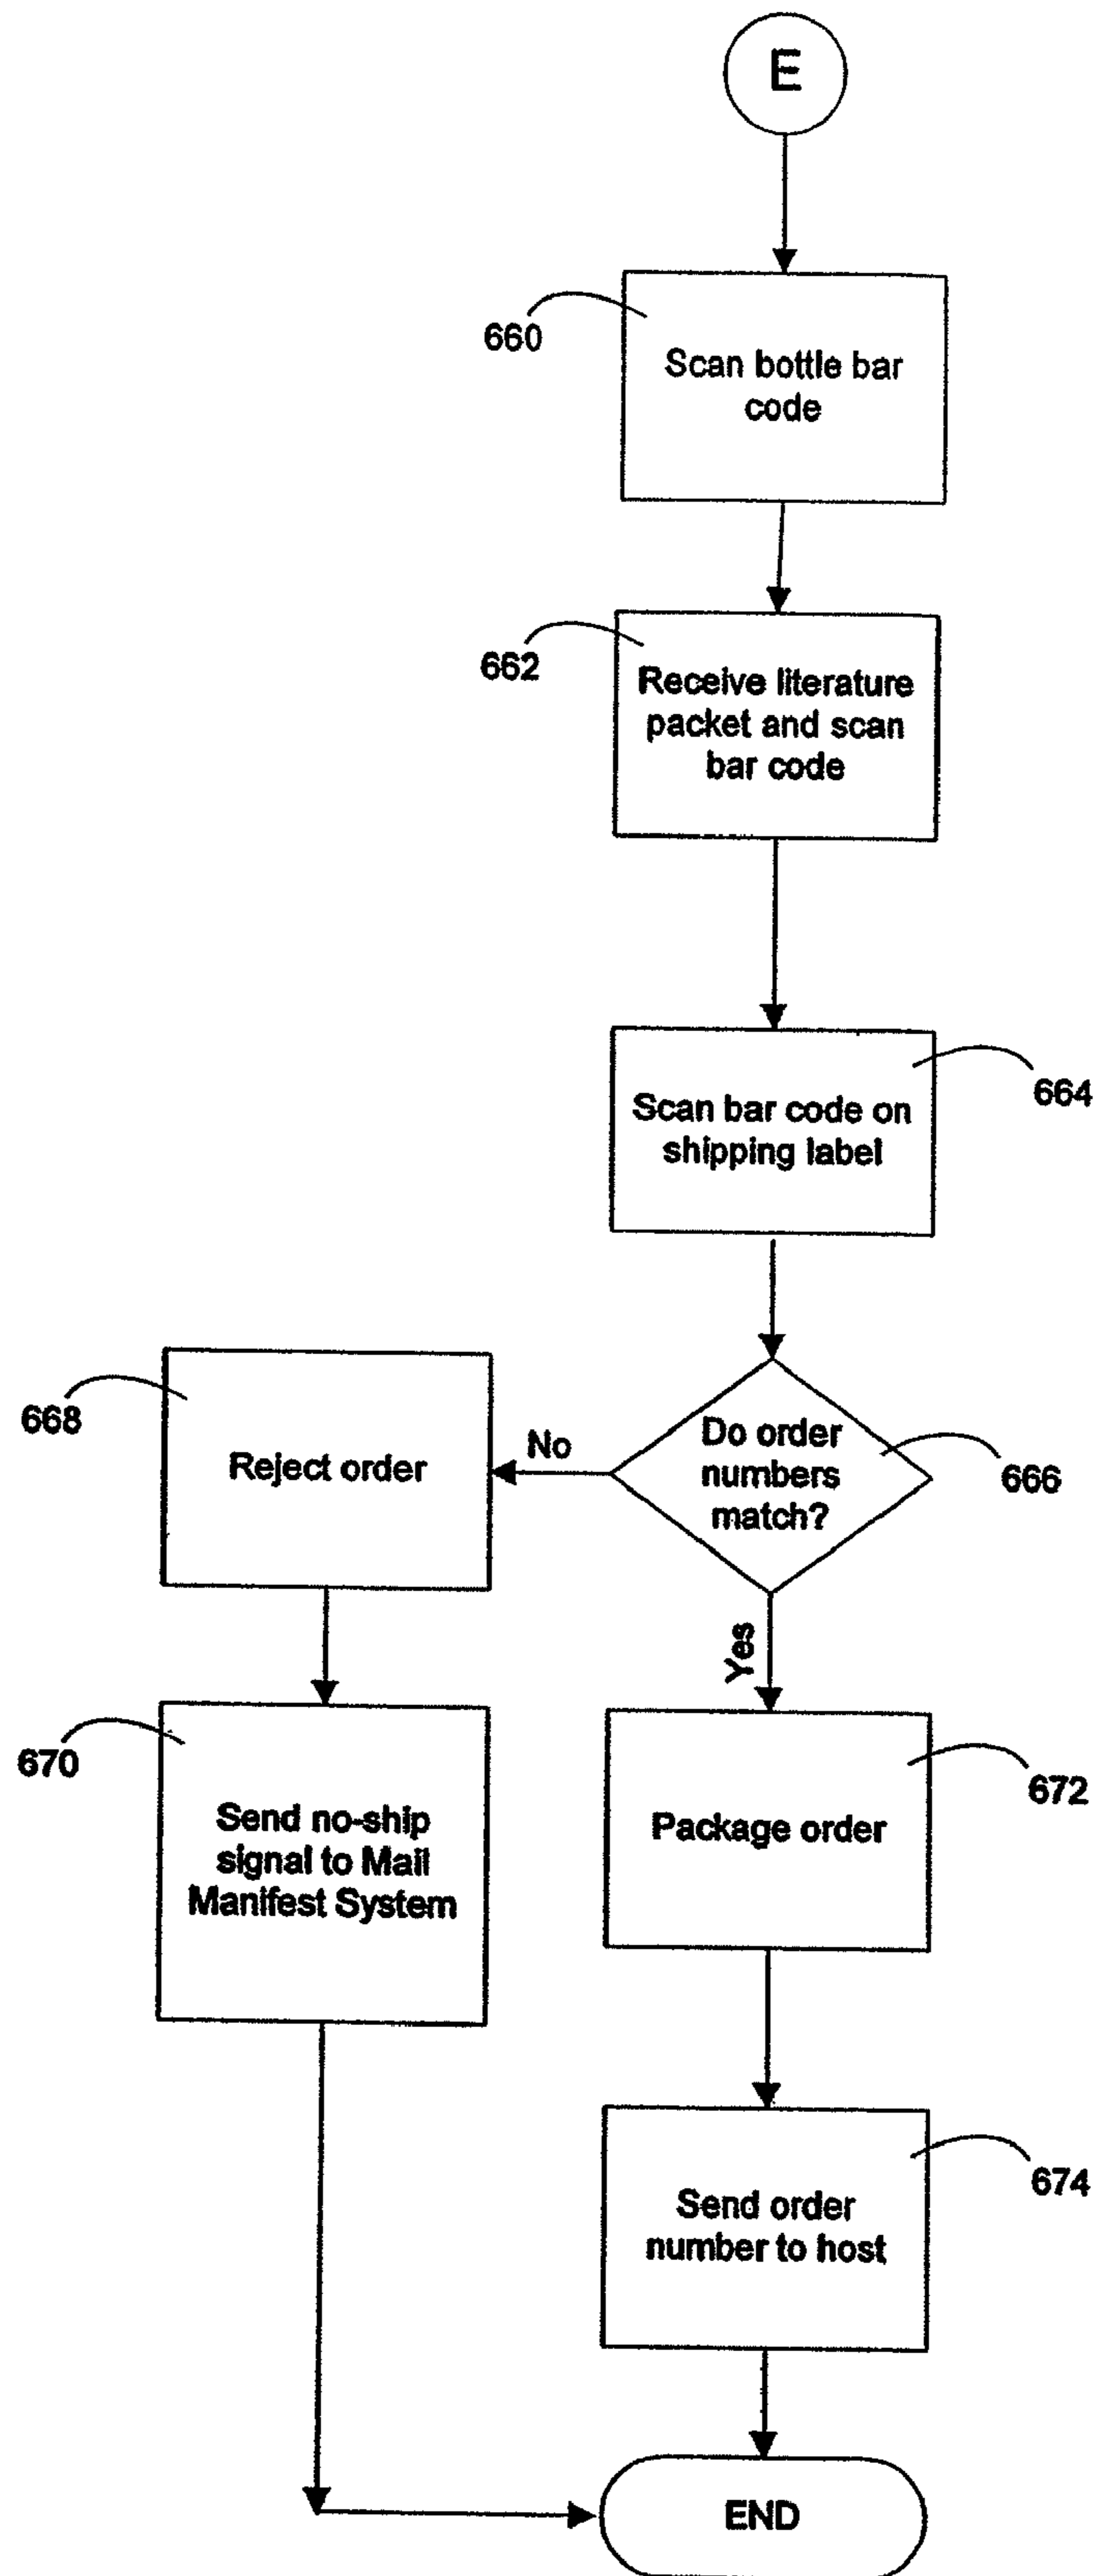 E
660
Scan bottle bar
code
662
Receive literature
packet and scan
bar code
664
Scan bar code on
shipping label
668
Reject order
No
Do order
numbers
match?
666
Yes
670
Send no-ship
signal to Mail
Manifest System
672
Package order
674
Send order
number to host
END